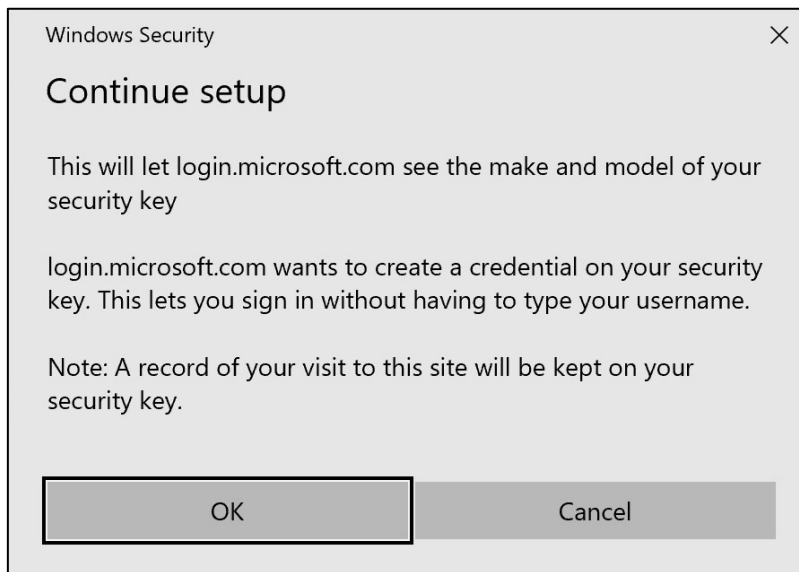 Windows Security
Continue setup
This will let login.microsoft.com see the make and model of your
security key
login.microsoft.com wants to create a credential on your security
key. This lets you sign in without having to type your username.
Note: A record of your visit to this site will be kept on your
security key.
OK
Cancel